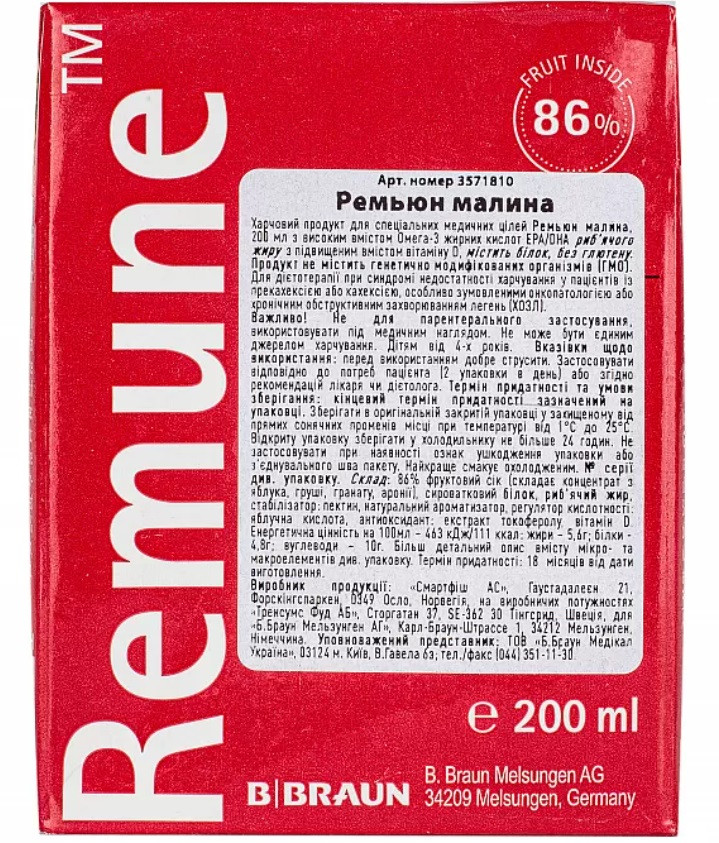 Remune™
FRUIT INSIDE
86%
Арт. номер 3571810
Ремьюн малина
Харчовий продукт для спеціальних медичних цілей Ремьюн малина,
200 мл з високим вмістом Омега-3 жирних кислот EPA/DHA риб'ячого
жиру з підвищеним вмістом вітаміну D, містить білок, без глютену.
Продукт не містить генетично модифікованих організмів (ГМО).
Для дієтотерапії при синдромі недостатності харчування у пацієнтів із
прекахексією або кахексією, особливо зумовленими онкопатологією або
хронічним обструктивним захворюванням легень (ХОЗЛ).
Важливо! Не для парентерального застосування,
використовувати під медичним наглядом. Не може бути єдиним
джерелом харчування. Дітям від 4-х років. Вказівки щодо
використання: перед використанням добре струсити. Застосовувати
відповідно до потреб пацієнта (2 упаковки в день) або згідно
рекомендацій лікаря чи дієтолога. Термін придатності та умови
зберігання: кінцевий термін придатності зазначений на
упаковці. Зберігати в оригінальній закритій упаковці у захищеному від
прямих сонячних променів місці при температурі від 1°C до 25°C.
Відкриту упаковку зберігати у холодильнику не більше 24 годин. Не
застосовувати при наявності ознак ушкодження упаковки або
з'єднувального шва пакету. Найкраще смакує охолодженим. № серії
див. упаковку. Склад: 86% фруктовий сік (складає концентрат з
яблука, груші, гранату, аронії), сироватковий білок, риб'ячий жир,
стабілізатор: пектин, натуральний ароматизатор, регулятор кислотності:
яблучна кислота, антиоксидант: екстракт токоферолу, вітамін D.
Енергетична цінність на 100мл – 463 кДж/111 ккал: жири – 5,6г; білки -
4,8г; вуглеводи – 10г. Більш детальний опис вмісту мікро- та
макроелементів див. упаковку. Термін придатності: 18 місяців від дати
виготовлення.
Виробник продукції: «Смартфіш АС», Гаустадалеєн 21,
Форскінгспаркен, 0349 Осло, Норвегія, на виробничих потужностях
«Тренсумс Фуд АБ», Сторгатан 37, SE-362 30 Тінгсрид, Швеція, для
«Б.Браун Мельзунген АГ», Карл-Браун-Штрассе 1, 34212 Мельзунген,
Німеччина. Уповноважений представник: ТОВ «Б.Браун Медікал
Україна», 03124 м. Київ, В.Гавела 6з; тел./факс (044) 351-11-30.
℮ 200 ml
B|BRAUN
B. Braun Melsungen AG
34209 Melsungen, Germany